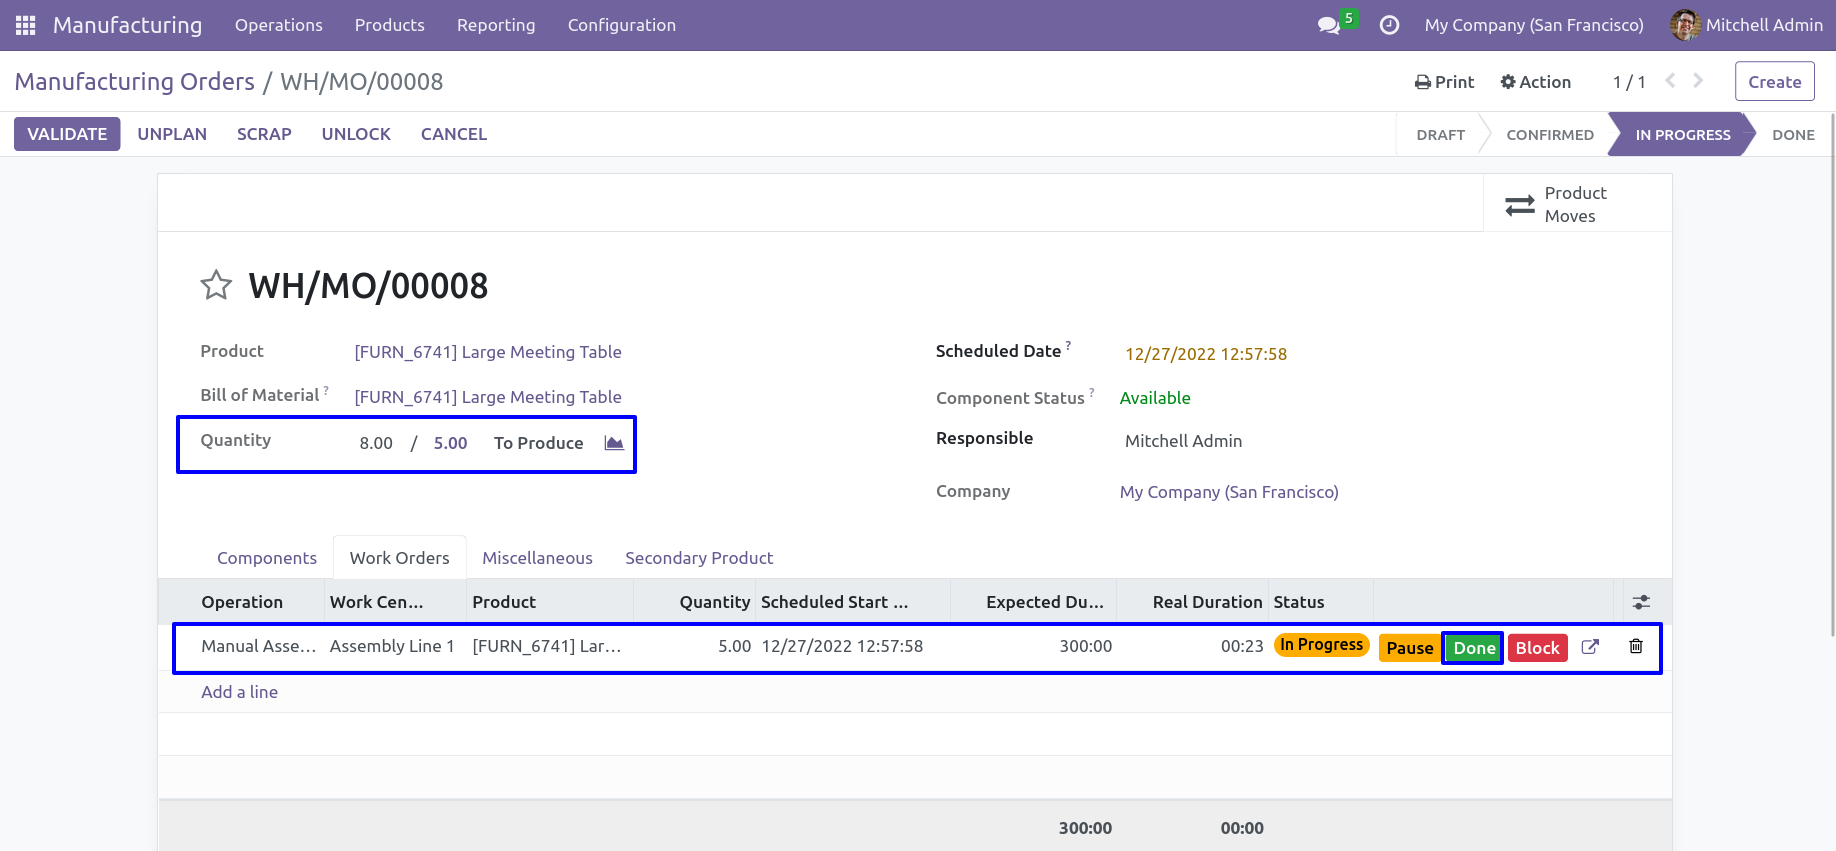 Manufacturing Operations Products Reporting Configuration 5 My Company (San Francisco) Mitchell Admin
Manufacturing Orders / WH/MO/00008 Print Action 1 / 1 Create
VALIDATE UNPLAN SCRAP UNLOCK CANCEL DRAFT CONFIRMED IN PROGRESS DONE
Product
Moves
WH/MO/00008
Product [FURN_6741] Large Meeting Table Scheduled Date ? 12/27/2022 12:57:58
Bill of Material ? [FURN_6741] Large Meeting Table Component Status ? Available
Quantity 8.00 / 5.00 To Produce Responsible Mitchell Admin
Company My Company (San Francisco)
Components Work Orders Miscellaneous Secondary Product
Operation Work Cen... Product Quantity Scheduled Start ... Expected Du... Real Duration Status
Manual Asse... Assembly Line 1 [FURN_6741] Lar... 5.00 12/27/2022 12:57:58 300:00 00:23 In Progress Pause Done Block
Add a line
300:00 00:00